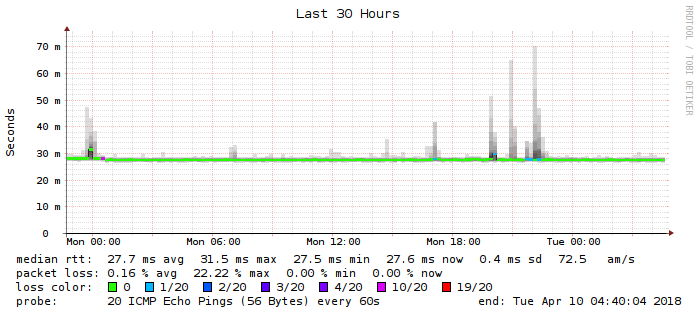 Last 30 Hours
RRDTOOL / TOBI OETIKER
Seconds
70 m
60 m
50 m
40 m
30 m
20 m
10 m
0
Mon 00:00 Mon 06:00 Mon 12:00 Mon 18:00 Tue 00:00
median rtt: 27.7 ms avg 31.5 ms max 27.5 ms min 27.6 ms now 0.4 ms sd 72.5 am/s
packet loss: 0.16 % avg 22.22 % max 0.00 % min 0.00 % now
loss color: 0 1/20 2/20 3/20 4/20 10/20 19/20
probe: 20 ICMP Echo Pings (56 Bytes) every 60s end: Tue Apr 10 04:40:04 2018